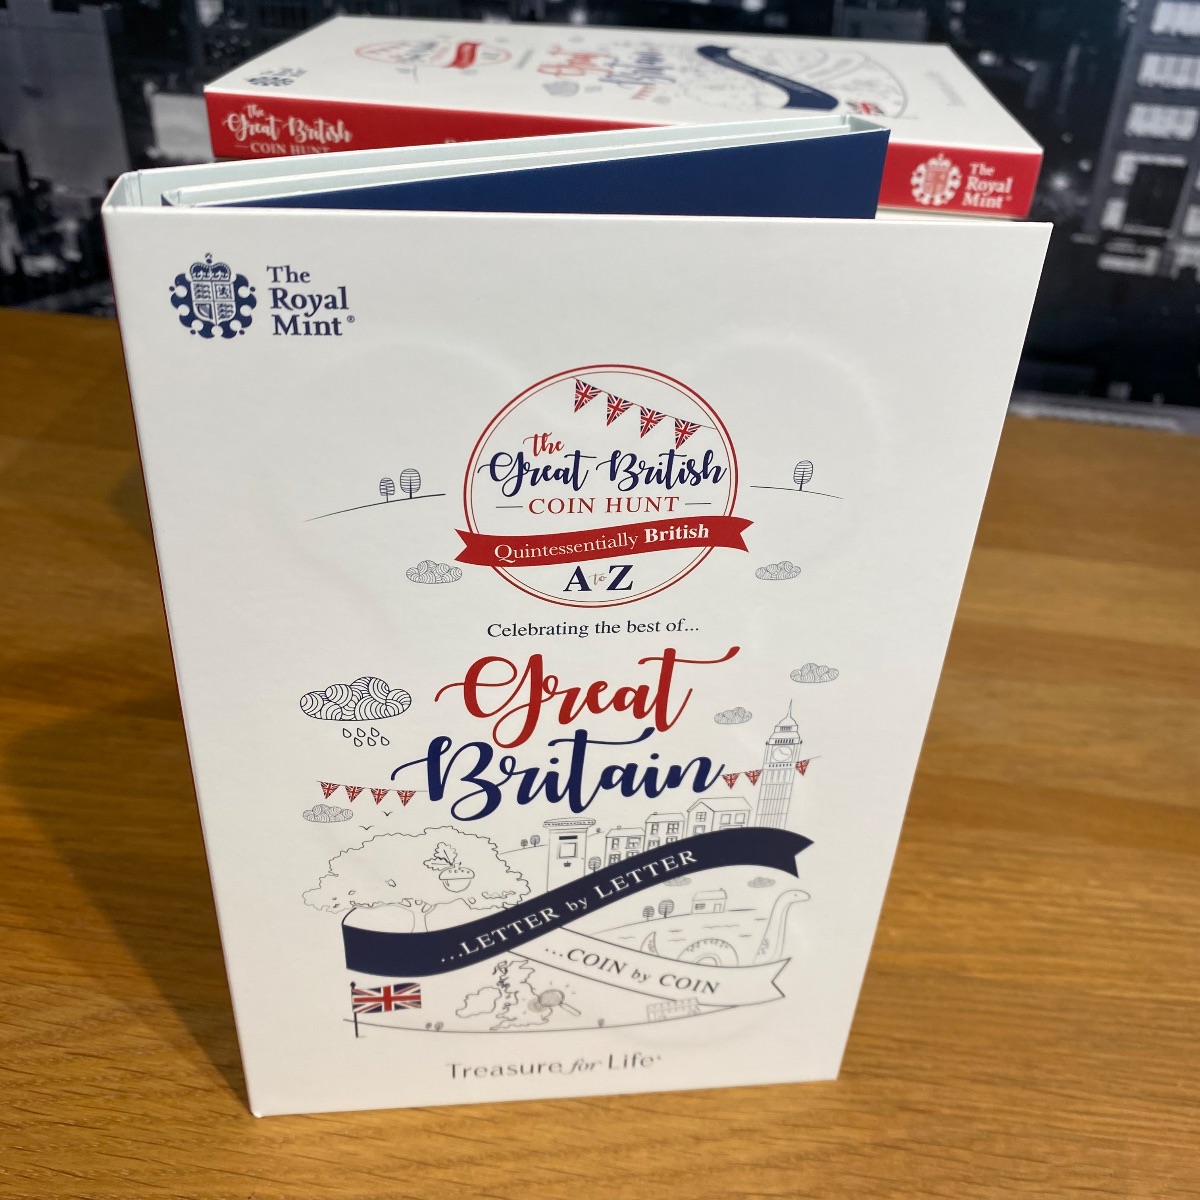 the
Great British
COIN HUNT
The
Royal
Mint
The
Royal
Mint®
the
Great British
COIN HUNT
Quintessentially British
A to Z
Celebrating the best of...
Great
Britain
...LETTER by LETTER
...COIN by COIN
Treasure for Life